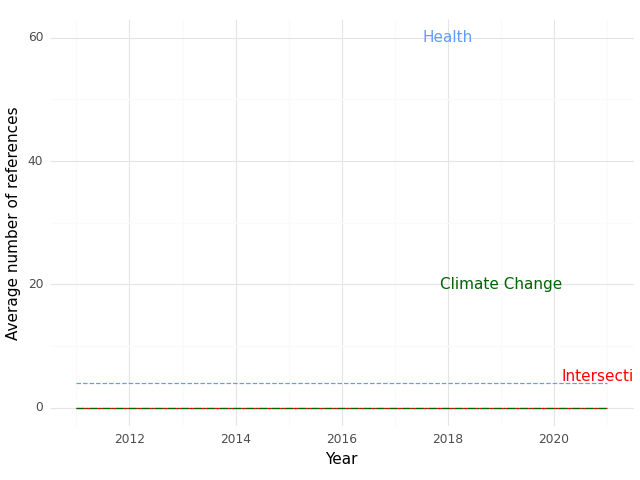 60
Health
40
Average number of references
Climate Change
20
Intersecti
0
2012
2014
2016
2018
2020
Year